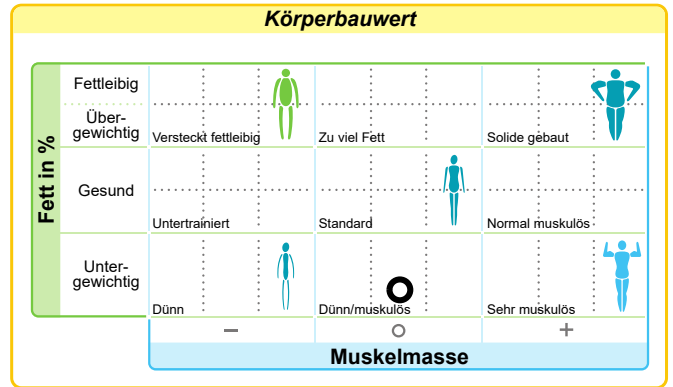 Körperbauwert
Fett in %
Fettleibig
Über-
gewichtig
Versteckt fettleibig
Zu viel Fett
Solide gebaut
Gesund
Untertrainiert
Standard
Normal muskulös
Unter-
gewichtig
Dünn
Dünn/muskulös
Sehr muskulös
− ○ +
Muskelmasse